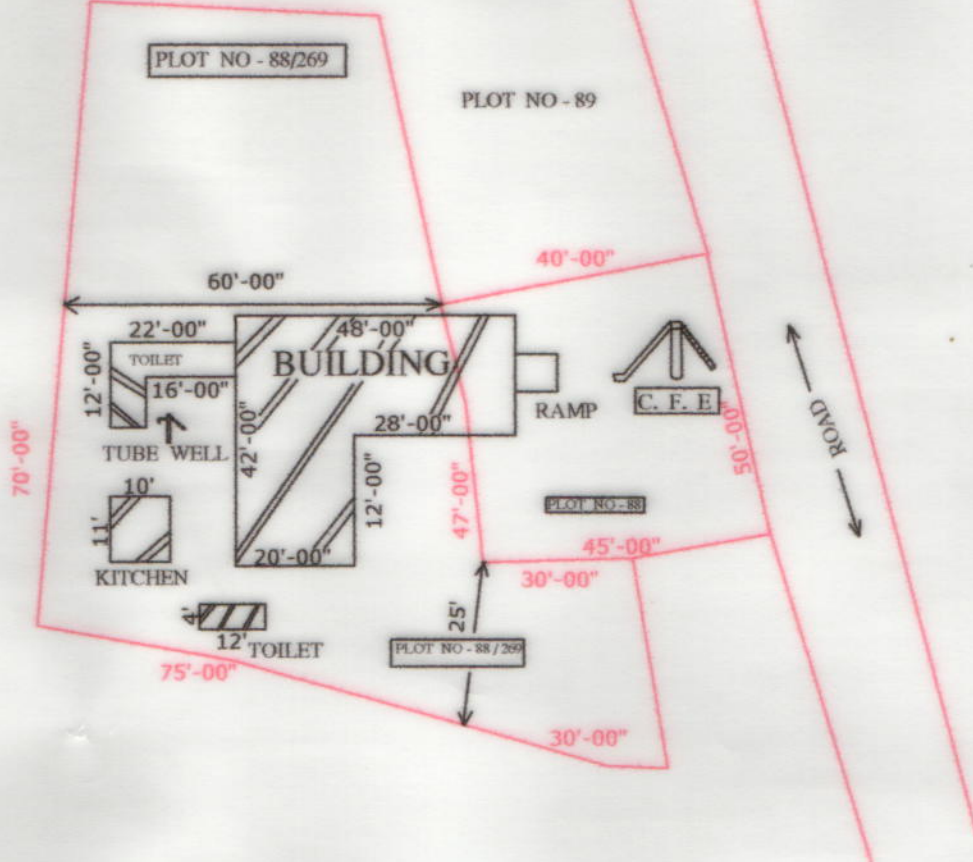 PLOT NO - 88/269
PLOT NO - 89
40'-00"
60'-00"
22'-00"
48'-00"
TOILET
BUILDING
12'-00"
16'-00"
28'-00"
RAMP
C. F. E
ROAD
TUBE WELL
42'-00"
12'-00"
70'-00"
47'-00"
50'-00"
10'
11'
PLOT NO - 88
45'-00"
20'-00"
30'-00"
KITCHEN
4'
12'
TOILET
25'
PLOT NO - 88 / 269
75'-00"
30'-00"